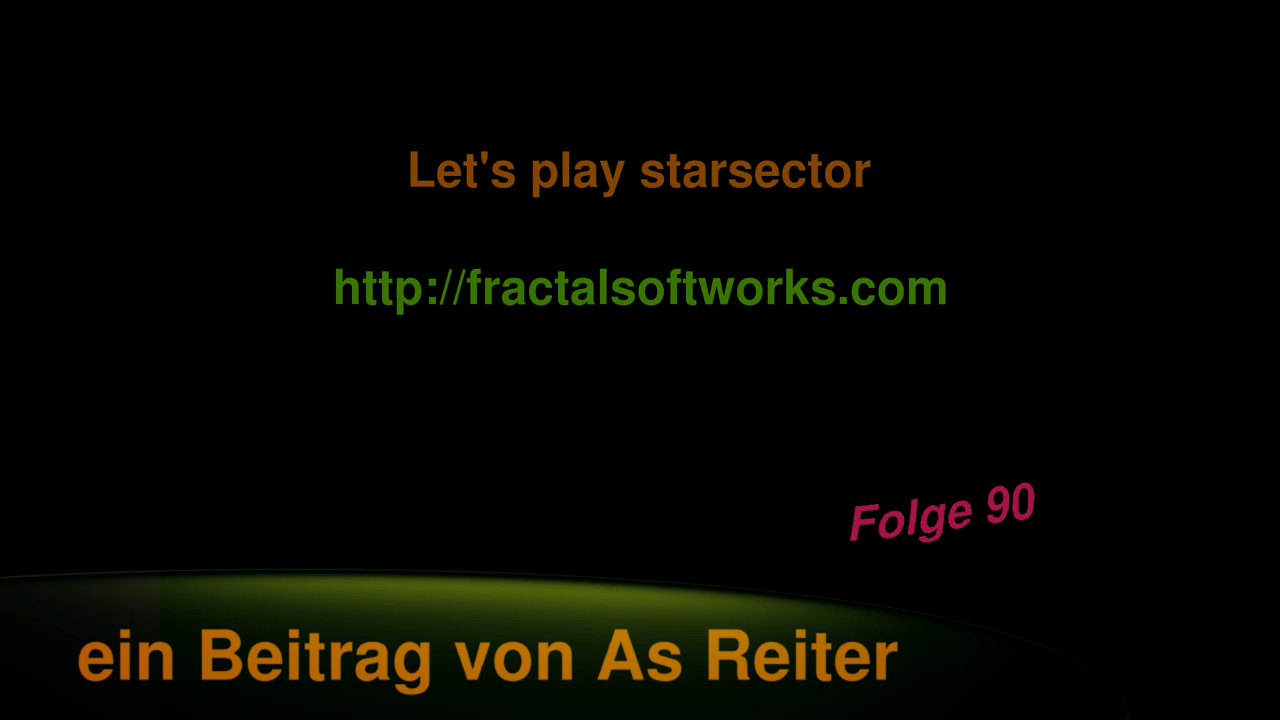 Let's play starsector
http://fractalsoftworks.com
Folge 90
ein Beitrag von As Reiter